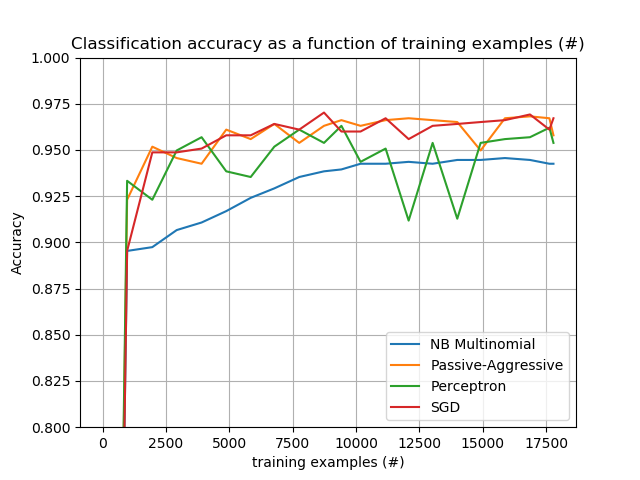 Classification accuracy as a function of training examples (#)
1.000
0.975
0.950
0.925
0.900
0.875
0.850
0.825
0.800
Accuracy
NB Multinomial
Passive-Aggressive
Perceptron
SGD
0 2500 5000 7500 10000 12500 15000 17500
training examples (#)